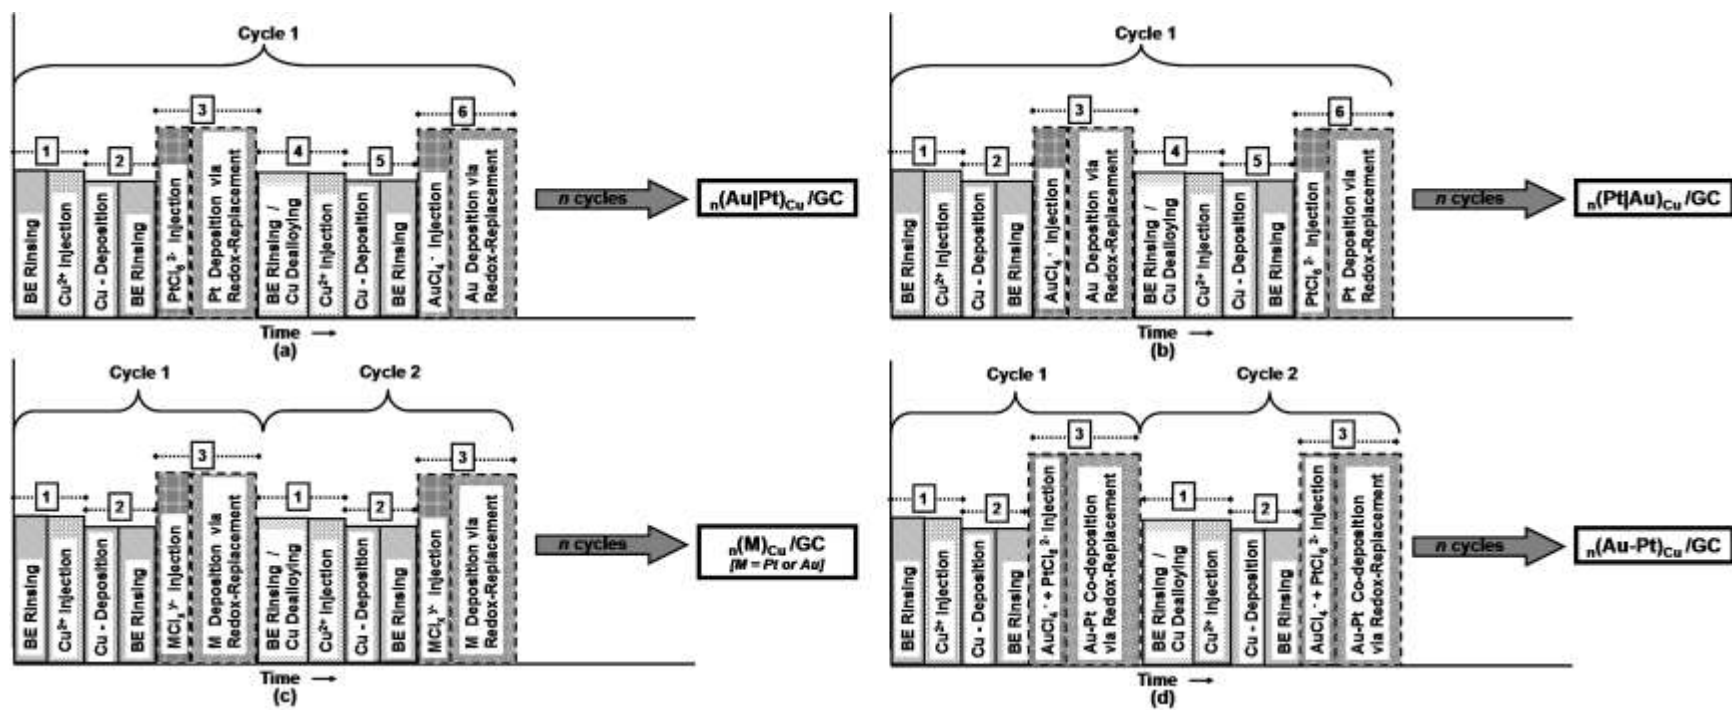 Cycle 1
1
2
3
4
5
6
BE Rinsing
Cu²⁺ Injection
Cu - Deposition
BE Rinsing
PtCl₆²⁻ Injection
Pt Deposition via
Redox-Replacement
BE Rinsing /
Cu Dealloying
Cu²⁺ Injection
Cu - Deposition
BE Rinsing
AuCl₄⁻ Injection
Au Deposition via
Redox-Replacement
n cycles
ₙ(Au|Pt)Cu/GC
Time →
(a)
Cycle 1
1
2
3
4
5
6
BE Rinsing
Cu²⁺ Injection
Cu - Deposition
BE Rinsing
AuCl₄⁻ Injection
Au Deposition via
Redox-Replacement
BE Rinsing /
Cu Dealloying
Cu²⁺ Injection
Cu - Deposition
BE Rinsing
PtCl₆²⁻ Injection
Pt Deposition via
Redox-Replacement
n cycles
ₙ(Pt|Au)Cu/GC
Time →
(b)
Cycle 1
Cycle 2
1
2
3
1
2
3
BE Rinsing
Cu²⁺ Injection
Cu - Deposition
BE Rinsing
MClₓʸ⁻ Injection
M Deposition via
Redox-Replacement
BE Rinsing /
Cu Dealloying
Cu²⁺ Injection
Cu - Deposition
BE Rinsing
MClₓʸ⁻ Injection
M Deposition via
Redox-Replacement
n cycles
ₙ(M)Cu/GC
[M = Pt or Au]
Time →
(c)
Cycle 1
Cycle 2
1
2
3
1
2
3
BE Rinsing
Cu²⁺ Injection
Cu - Deposition
BE Rinsing
AuCl₄⁻ + PtCl₆²⁻ Injection
Au-Pt Co-deposition
via Redox-Replacement
BE Rinsing /
Cu Dealloying
Cu²⁺ Injection
Cu - Deposition
BE Rinsing
AuCl₄⁻ + PtCl₆²⁻ Injection
Au-Pt Co-deposition
via Redox-Replacement
n cycles
ₙ(Au-Pt)Cu/GC
Time →
(d)